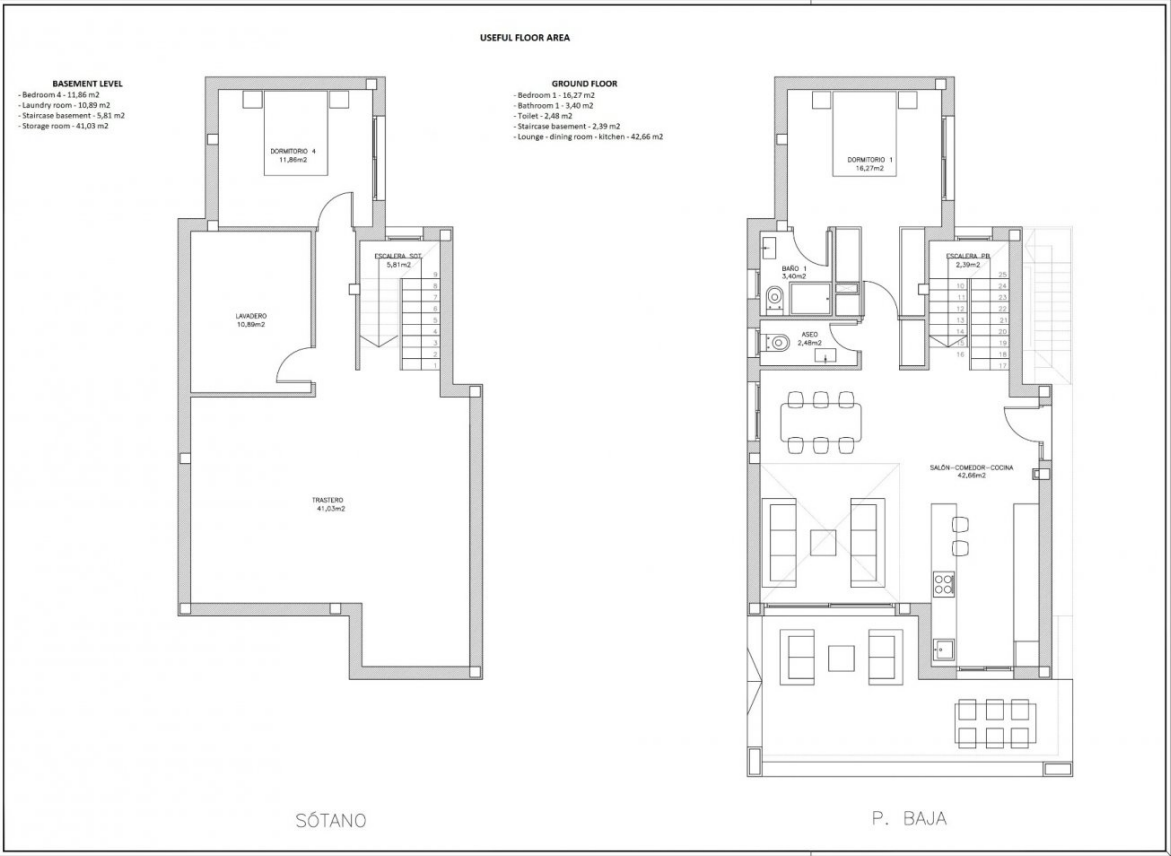 USEFUL FLOOR AREA
BASEMENT LEVEL
- Bedroom 4 - 11,86 m2
- Laundry room - 10,89 m2
- Staircase basement - 5,81 m2
- Storage room - 41,03 m2
GROUND FLOOR
- Bedroom 1 - 16,27 m2
- Bathroom 1 - 3,40 m2
- Toilet - 2,48 m2
- Staircase basement - 2,39 m2
- Lounge - dining room - kitchen - 42,66 m2
DORMITORIO 4
11,86m2
ESCALERA SOT.
5,81m2
9
8
7
6
5
4
3
2
1
LAVADERO
10,89m2
TRASTERO
41,03m2
SÓTANO
DORMITORIO 1
16,27m2
BAÑO 1
3,40m2
ESCALERA P.B.
2,39m2
10
11
12
13
14
15
16
25
24
23
22
21
20
19
18
17
ASEO
2,48m2
SALÓN-COMEDOR-COCINA
42,66m2
P. BAJA